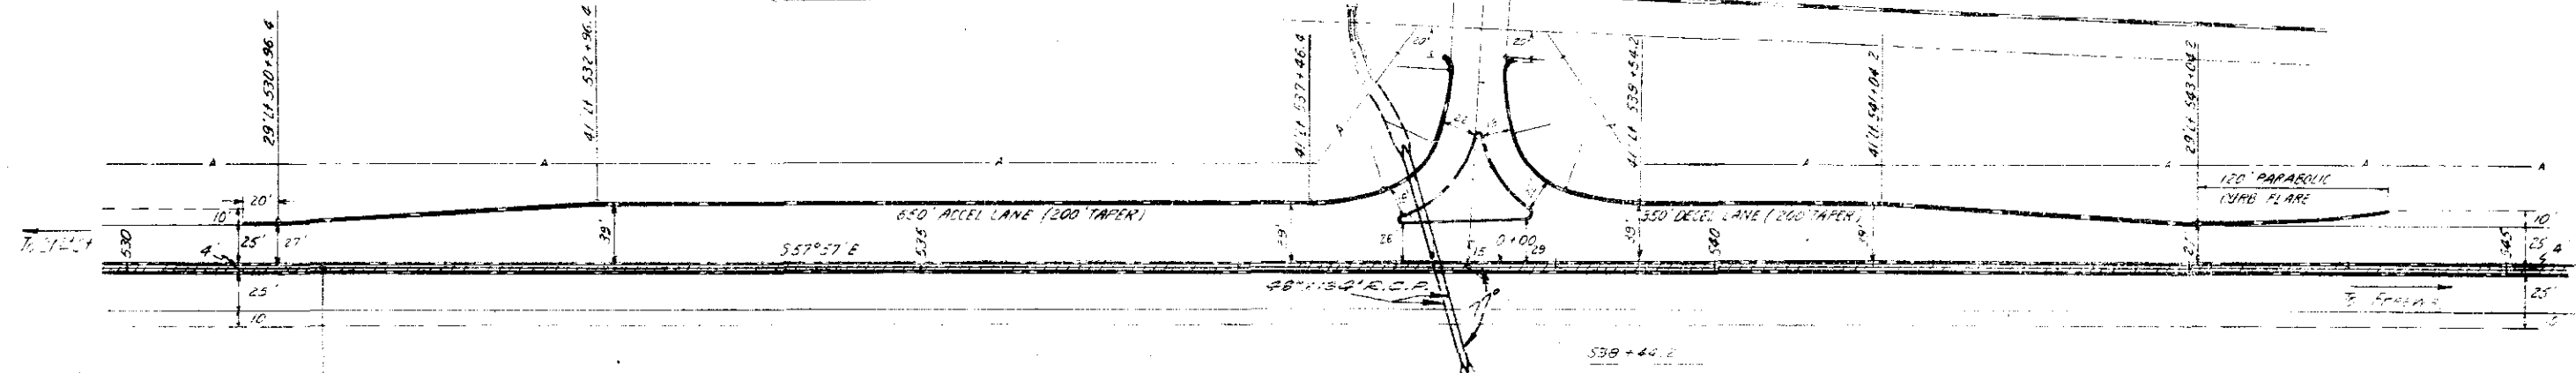 29' Lt 530+96.4
41' Lt 532+96.4
41' Lt 537+46.4
20'
20'
41' Lt 539+54.2
41' Lt 541+04.2
29' Lt 543+04.2
A
A
A
A
A
A
A
A
A
22
120' PARABOLIC
CURB FLARE
20'
10'
650' ACCEL LANE (200' TAPER)
350' DECEL LANE (200' TAPER)
10'
530
4'
25'
27'
39'
S 57° 57' E
535
39'
26
15
0+00
29
39'
540
39'
27'
545
25'
4'
25'
10
48" x 134' R.C.P.
77°
To
25'
538+44.2